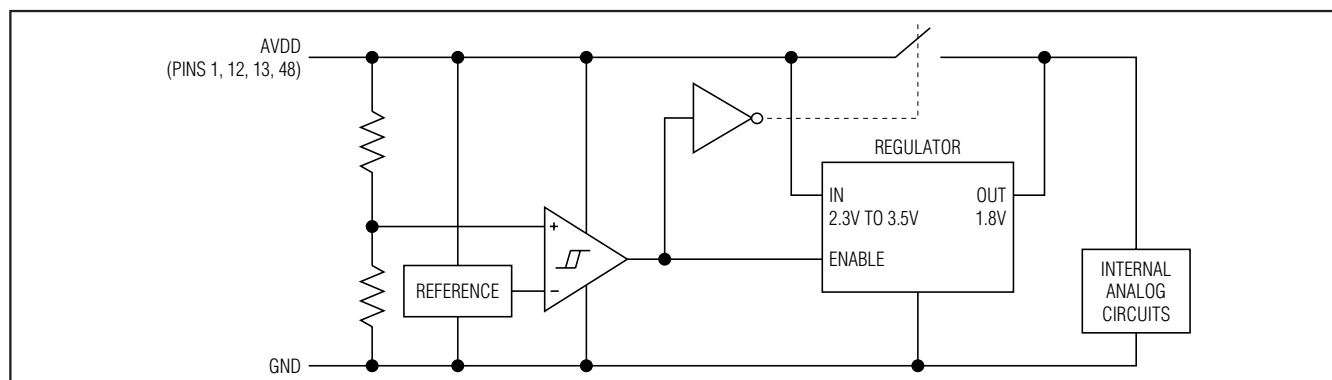 AVDD
(PINS 1, 12, 13, 48)
REGULATOR
IN
OUT
2.3V TO 3.5V
1.8V
+
ENABLE
REFERENCE
−
INTERNAL
ANALOG
CIRCUITS
GND